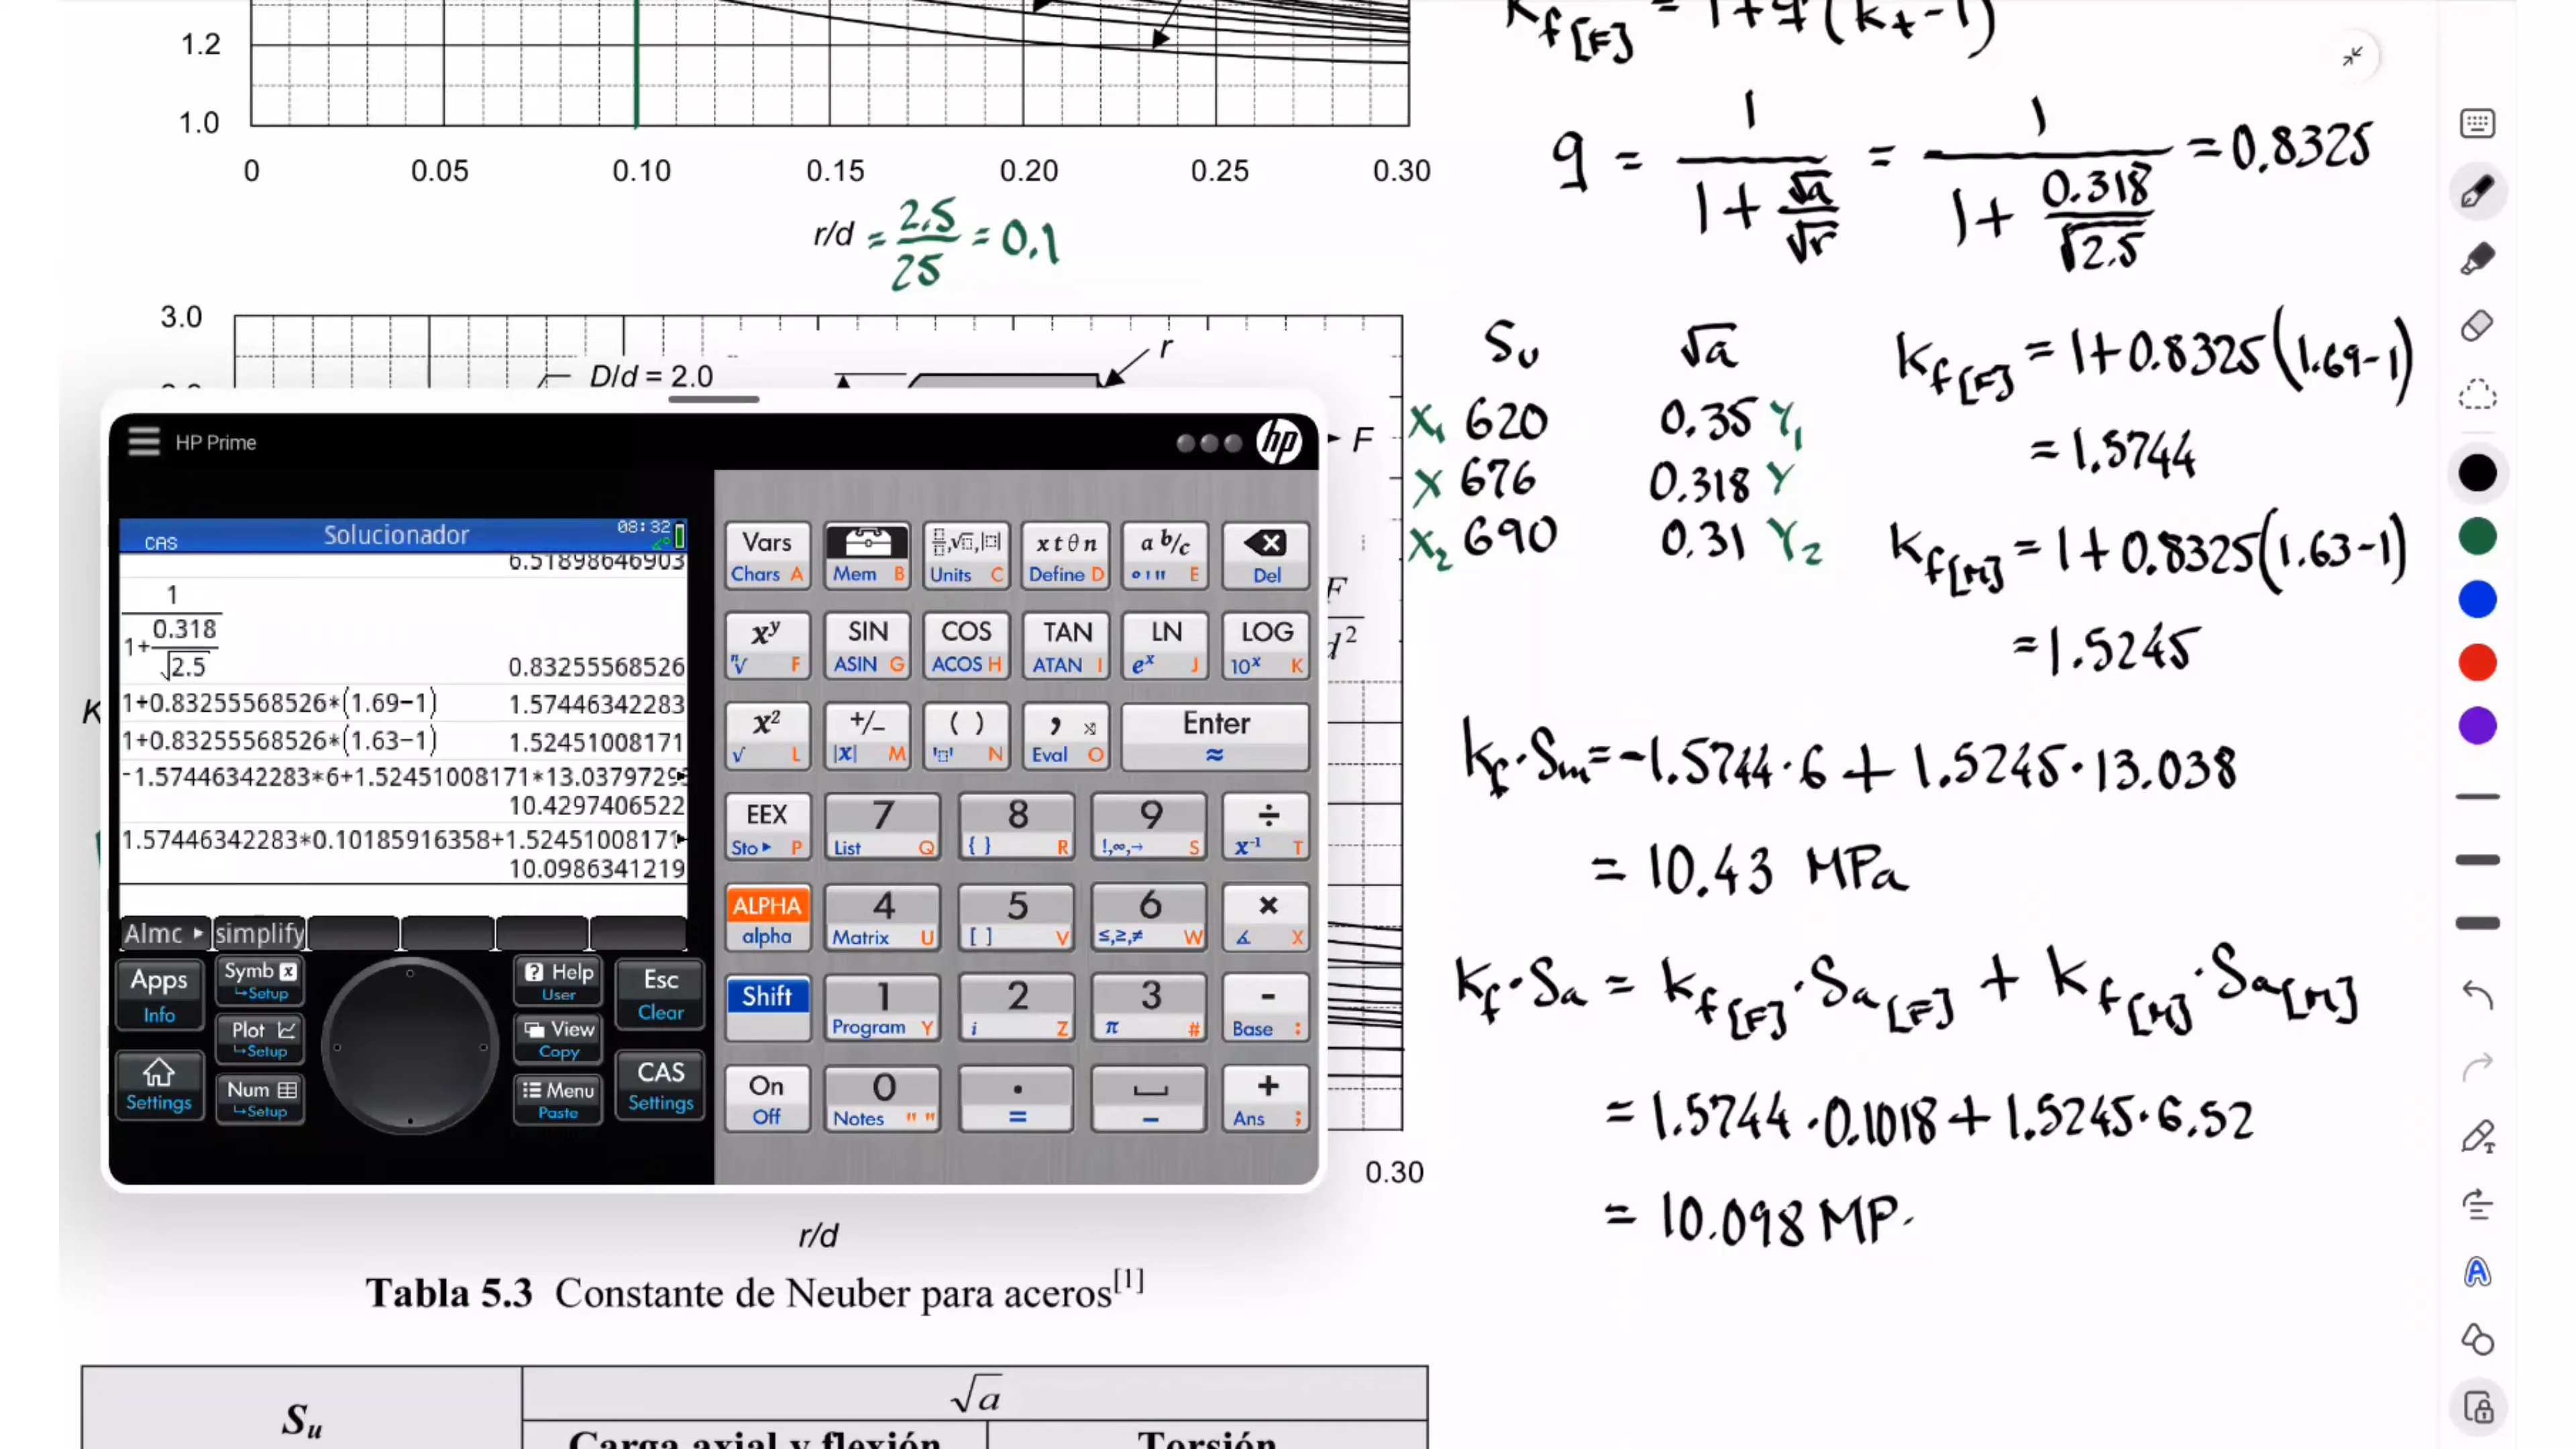 1.2
1.0
0 0.05 0.10 0.15 0.20 0.25 0.30
r/d = 2.5/25 = 0.1
3.0
D/d = 2.0
r
F
d²
HP Prime
hp
CAS Solucionador 08:32
6.51898646903
1/(1+0.318/√2.5) 0.83255568526
1+0.83255568526*(1.69−1) 1.57446342283
1+0.83255568526*(1.63−1) 1.52451008171
-1.57446342283*6+1.52451008171*13.0379729
10.4297406522
1.57446342283*0.10185916358+1.52451008171
10.0986341219
Almc ▸ simplify
Apps Info
Symb ↪Setup
Plot ↪Setup
Num ↪Setup
Settings
? Help User
View Copy
Menu Paste
Esc Clear
CAS Settings
Vars Chars A
Mem B
Units C
x t θ n Define D
a b/c E
Del
xʸ F
SIN ASIN G
COS ACOS H
TAN ATAN I
LN eˣ J
LOG 10ˣ K
x² √ L
+/− |x| M
( ) N
, Eval O
Enter ≈
EEX Sto ▸ P
7 List Q
8 { } R
9 !,∞,→ S
÷ x⁻¹ T
ALPHA alpha
4 Matrix U
5 [ ] V
6 ≤,≥,≠ W
× ∡ X
Shift
1 Program Y
2 i Z
3 π #
- Base :
On Off
0 Notes " "
. =
_
+ Ans ;
F
0.30
r/d
Tabla 5.3 Constante de Neuber para aceros[1]
Sᵤ √a
Carga axial y flexión Torsión
Kf[F] = 1+q(kt−1)
q = 1/(1+√a/√r) = 1/(1+0.318/√2.5) = 0.8325
Su √a
X₁ 620 0.35 Y₁
X 676 0.318 Y
X₂ 690 0.31 Y₂
Kf[F] = 1+0.8325(1.69−1)
= 1.5744
Kf[M] = 1+0.8325(1.63−1)
= 1.5245
Kf·Sm = −1.5744·6 + 1.5245·13.038
= 10.43 MPa
Kf·Sa = Kf[F]·Sa[F] + Kf[M]·Sa[M]
= 1.5744·0.1018 + 1.5245·6.52
= 10.098 MP
A